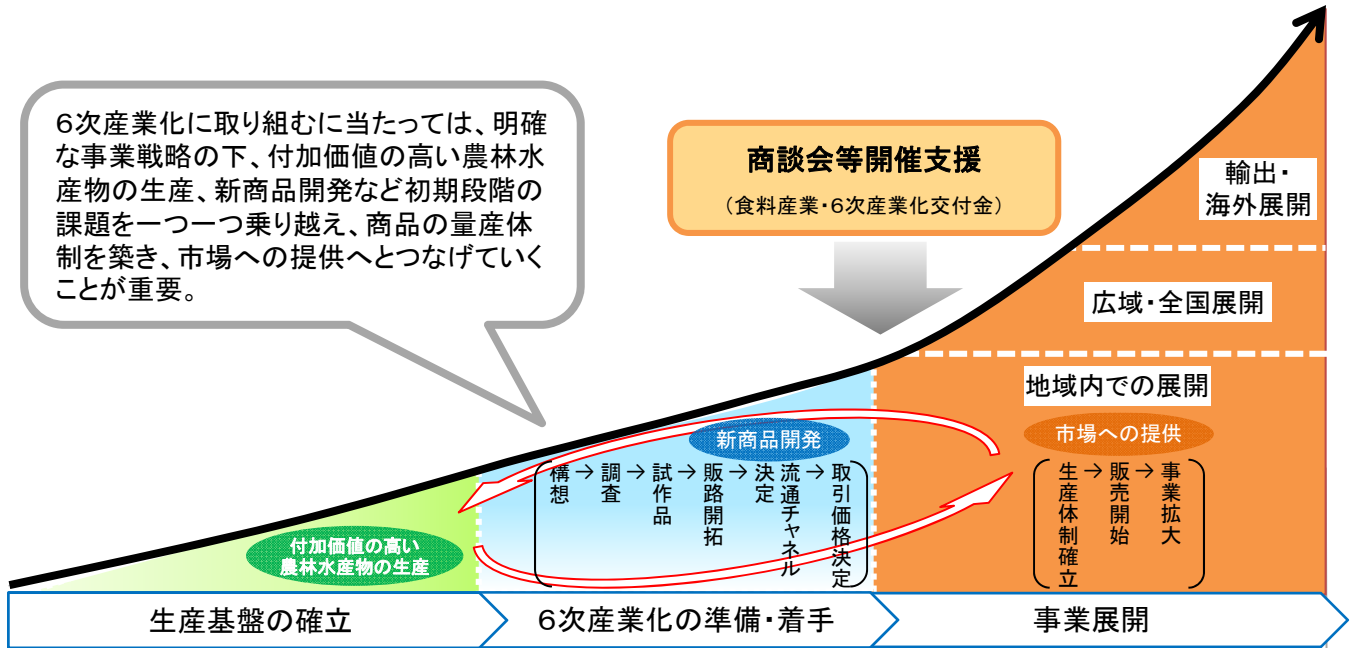 6次産業化に取り組むに当たっては、明確
な事業戦略の下、付加価値の高い農林水
産物の生産、新商品開発など初期段階の
課題を一つ一つ乗り越え、商品の量産体
制を築き、市場への提供へとつなげていく
ことが重要。
商談会等開催支援
(食料産業・6次産業化交付金)
輸出・
海外展開
広域・全国展開
地域内での展開
新商品開発
構想→調査→試作品→販路開拓→流通チャネル決定→取引価格決定
市場への提供
生産体制確立→販売開始→事業拡大
付加価値の高い
農林水産物の生産
生産基盤の確立
6次産業化の準備・着手
事業展開